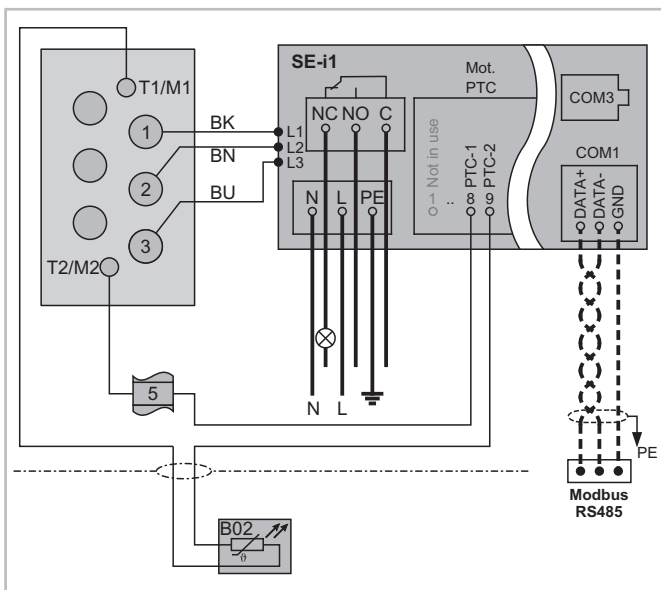 SE-i1
Mot.
PTC
T1/M1
NC NO C
COM3
1 BK L1
BN L2
L3
COM1
2
BU
N L PE
1 Not in use
..
8 PTC-1
9 PTC-2
DATA+
DATA-
GND
3
T2/M2
5
N L
PE
Modbus
RS485
B02
ϑ